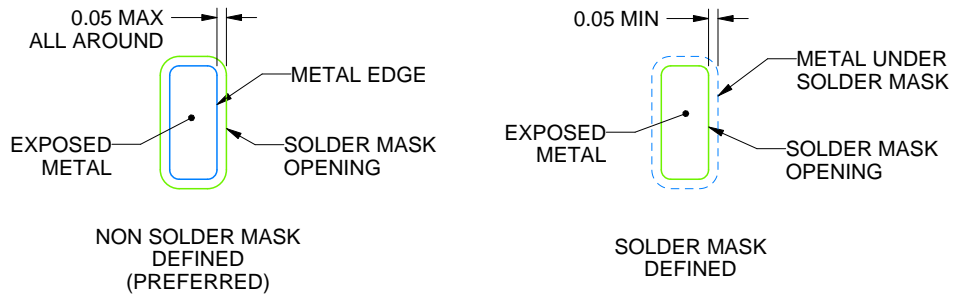 0.05 MAX
ALL AROUND
METAL EDGE
EXPOSED
METAL
SOLDER MASK
OPENING
NON SOLDER MASK
DEFINED
(PREFERRED)
0.05 MIN
METAL UNDER
SOLDER MASK
EXPOSED
METAL
SOLDER MASK
OPENING
SOLDER MASK
DEFINED